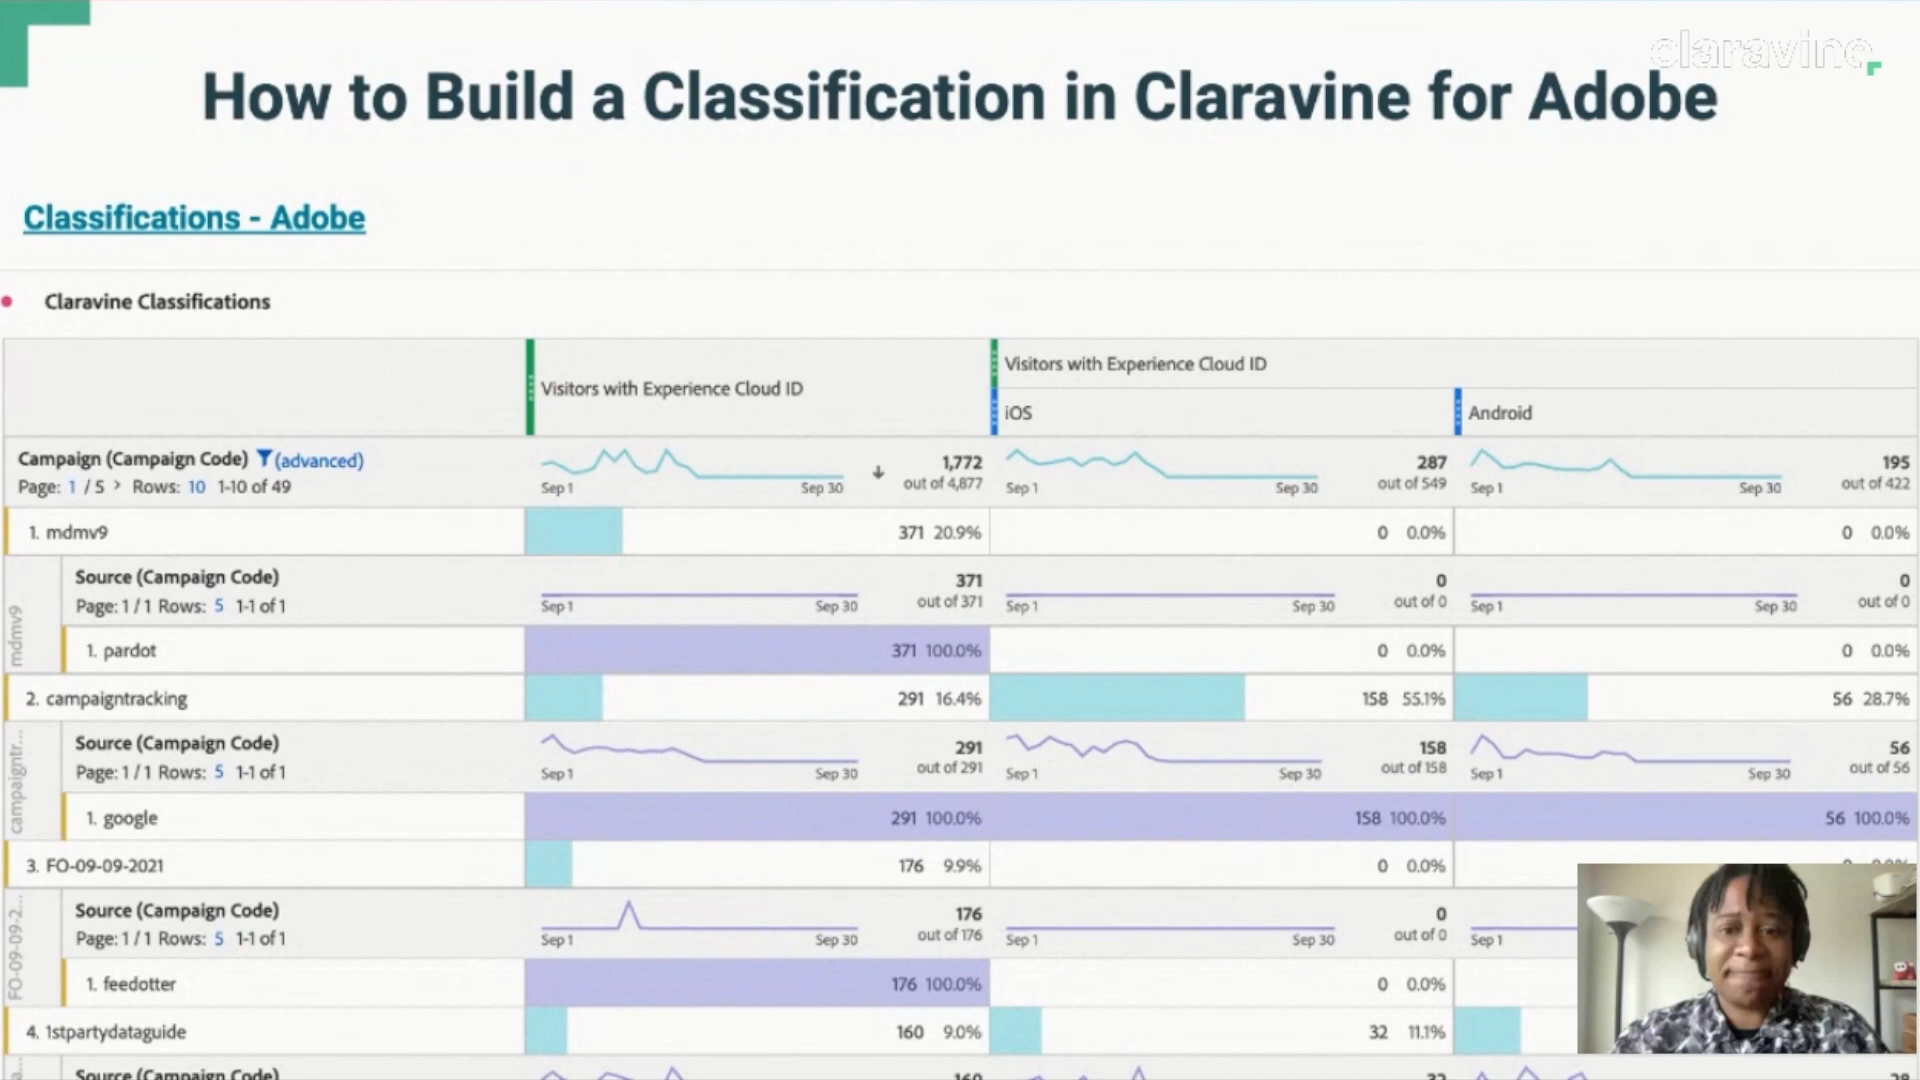 claravine
How to Build a Classification in Claravine for Adobe
Classifications - Adobe
Claravine Classifications
Visitors with Experience Cloud ID
Visitors with Experience Cloud ID
iOS
Android
Campaign (Campaign Code) (advanced)
Page: 1 / 5 > Rows: 10 1-10 of 49
Sep 1 Sep 30 1,772 out of 4,877
Sep 1 Sep 30 287 out of 549
Sep 1 Sep 30 195 out of 422
1. mdmv9 371 20.9% 0 0.0% 0 0.0%
mdmv9
Source (Campaign Code)
Page: 1 / 1 Rows: 5 1-1 of 1
Sep 1 Sep 30 371 out of 371
Sep 1 Sep 30 0 out of 0
Sep 1 Sep 30 0 out of 0
1. pardot 371 100.0% 0 0.0% 0 0.0%
2. campaigntracking 291 16.4% 158 55.1% 56 28.7%
campaigntr...
Source (Campaign Code)
Page: 1 / 1 Rows: 5 1-1 of 1
Sep 1 Sep 30 291 out of 291
Sep 1 Sep 30 158 out of 158
Sep 1 Sep 30 56 out of 56
1. google 291 100.0% 158 100.0% 56 100.0%
3. FO-09-09-2021 176 9.9% 0 0.0%
FO-09-09-2...
Source (Campaign Code)
Page: 1 / 1 Rows: 5 1-1 of 1
Sep 1 Sep 30 176 out of 176
Sep 1 Sep 30 0 out of 0
Sep 1
1. feedotter 176 100.0% 0 0.0%
4. 1stpartydataguide 160 9.0% 32 11.1%
Source (Campaign Code) 160 32 28